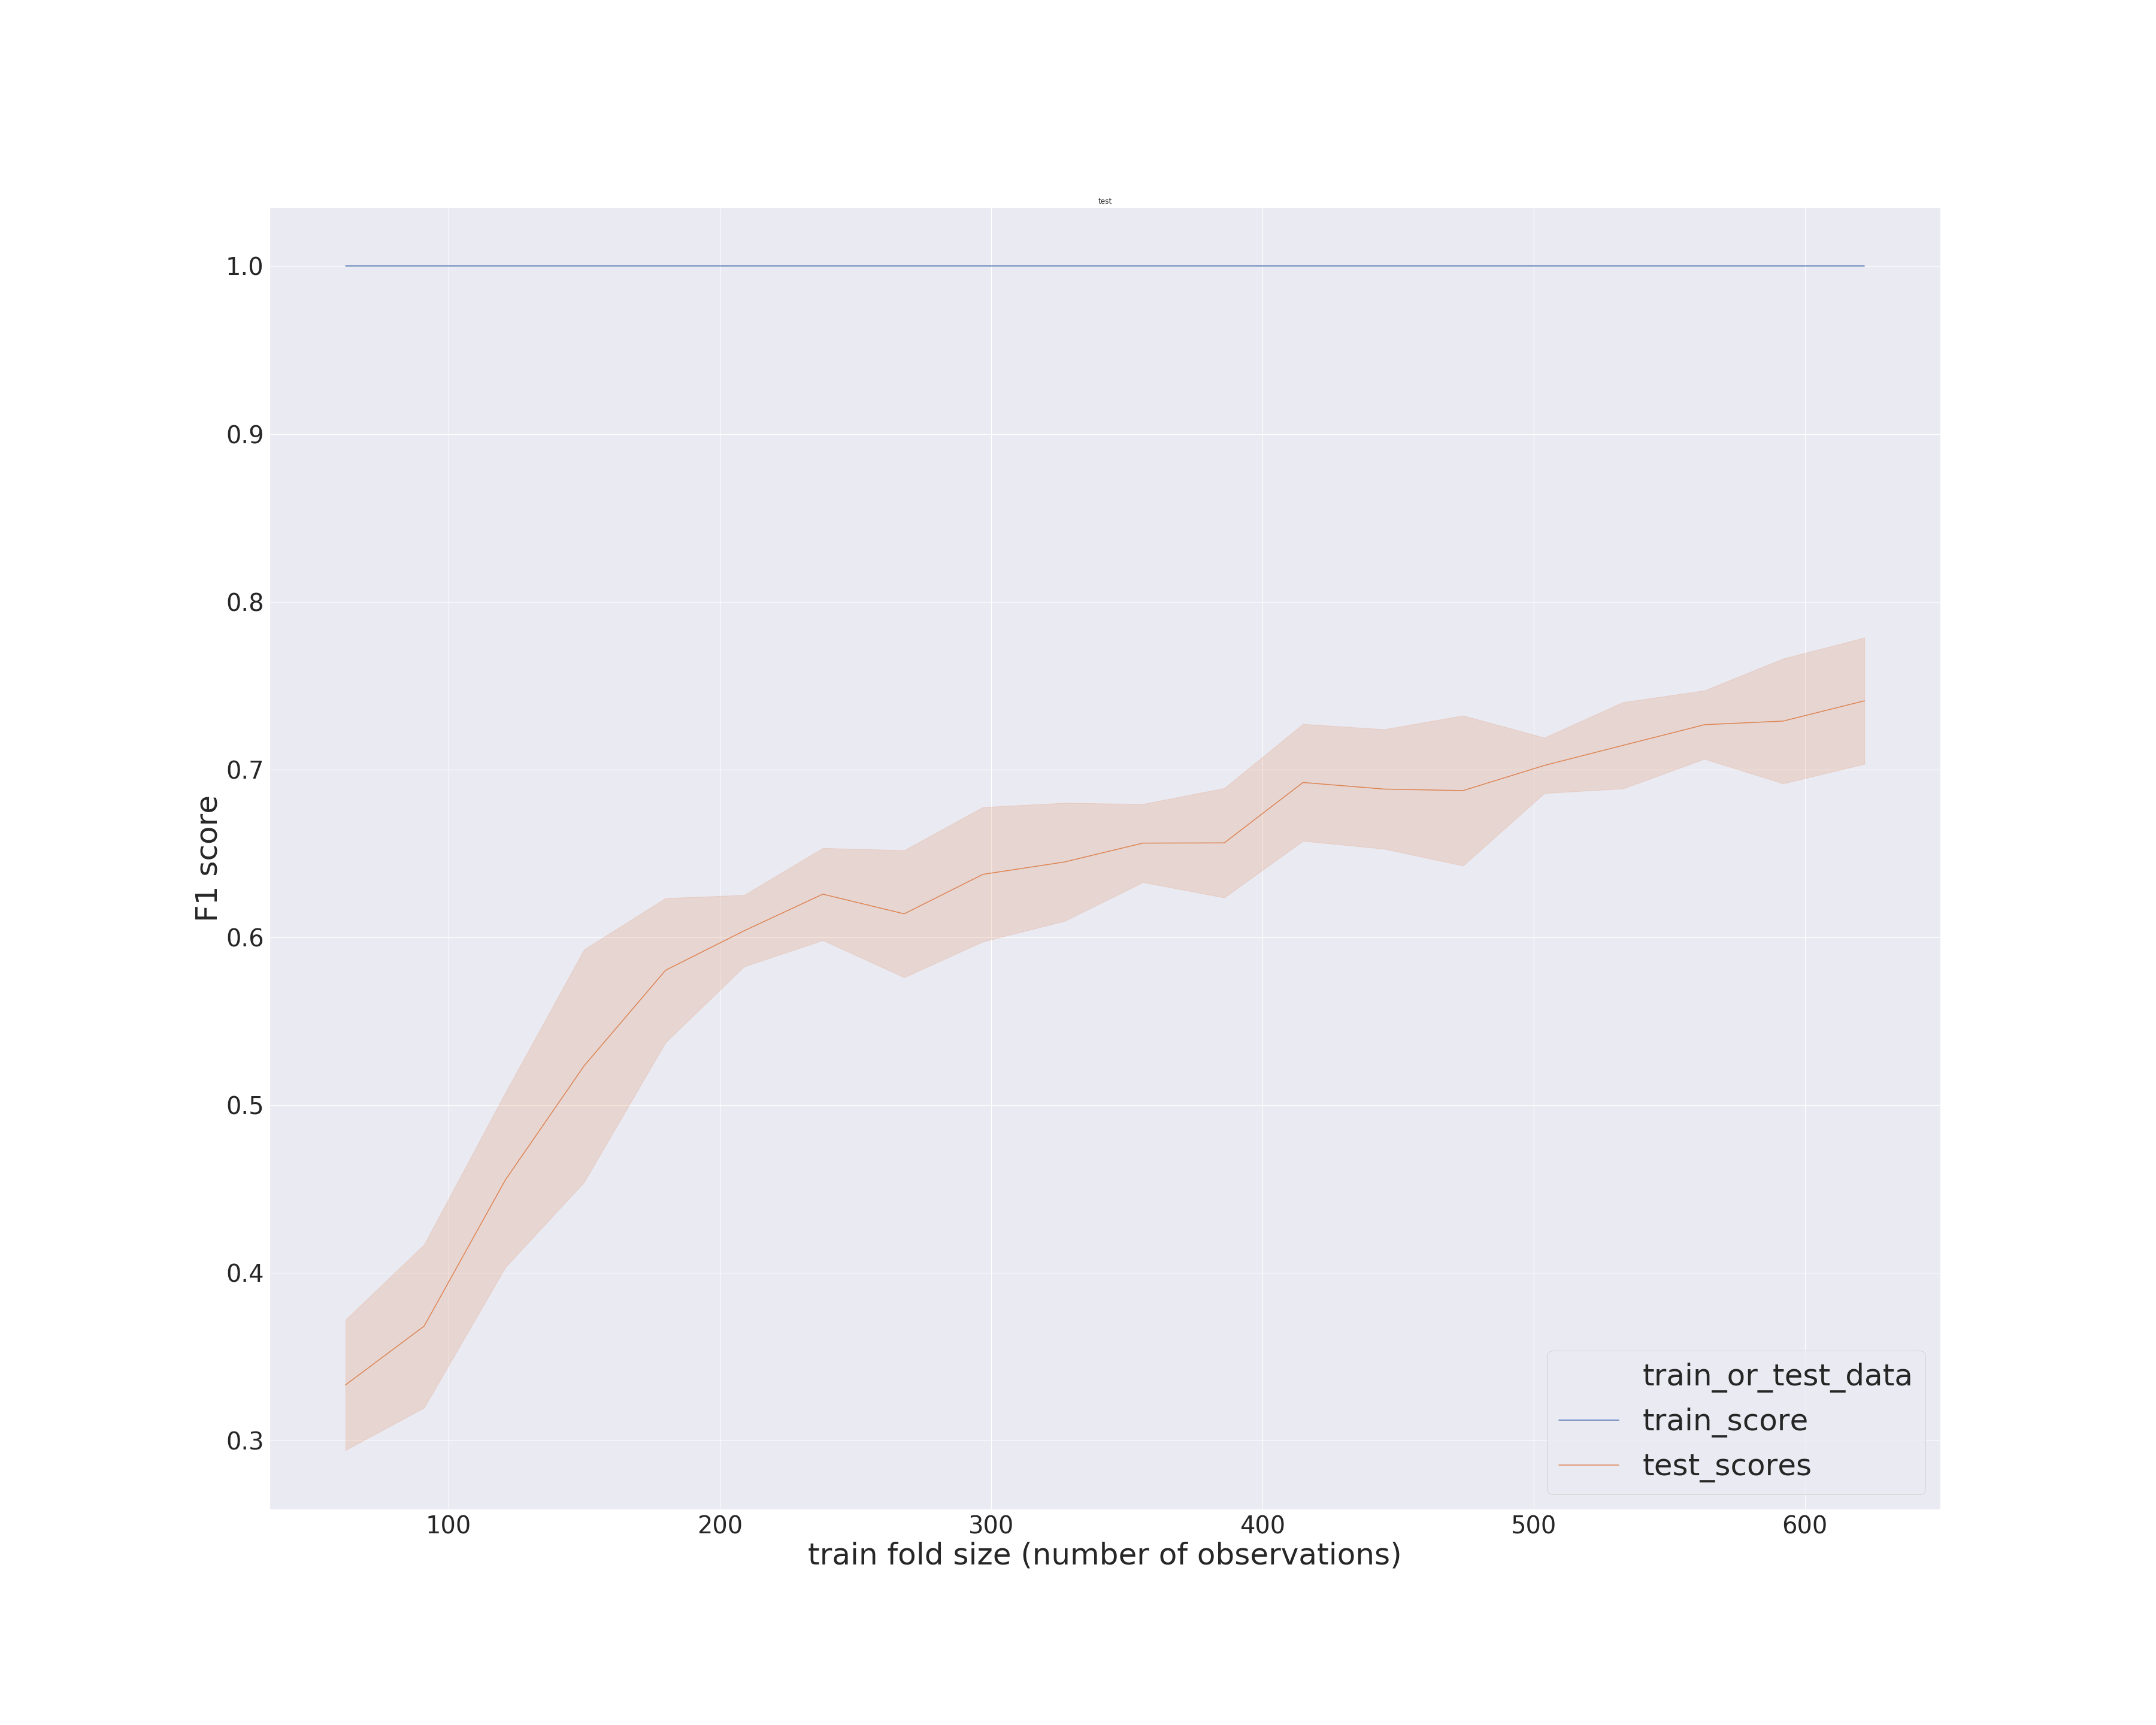 test
1.0
0.9
0.8
0.7
0.6
0.5
0.4
0.3
F1 score
100 200 300 400 500 600
train fold size (number of observations)
train_or_test_data
train_score
test_scores